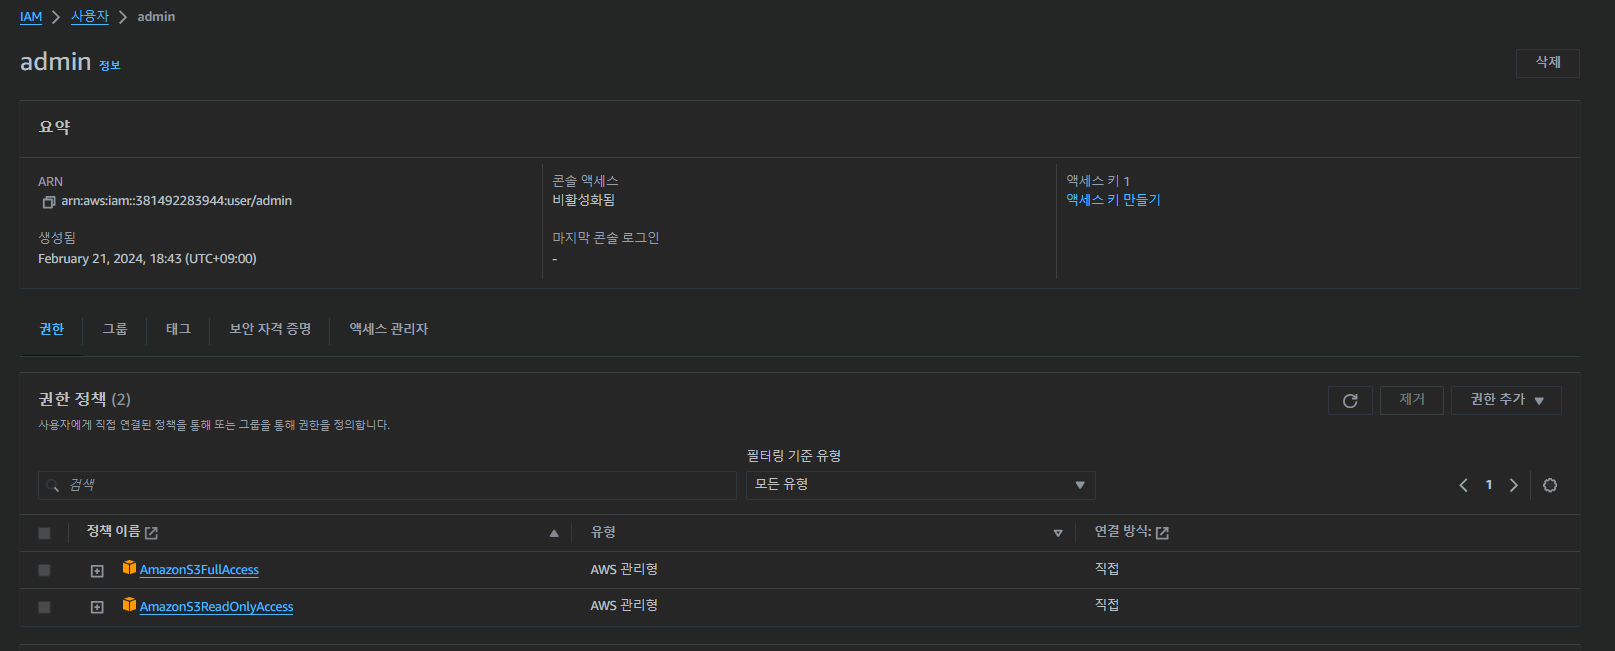 IAM > 사용자 > admin
admin 정보
삭제
요약
ARN
arn:aws:iam::381492283944:user/admin
생성됨
February 21, 2024, 18:43 (UTC+09:00)
콘솔 액세스
비활성화됨
마지막 콘솔 로그인
-
액세스 키 1
액세스 키 만들기
권한 그룹 태그 보안 자격 증명 액세스 관리자
권한 정책 (2)
사용자에게 직접 연결된 정책을 통해 또는 그룹을 통해 권한을 정의합니다.
제거 권한 추가
필터링 기준 유형
검색 모든 유형 1
정책 이름 유형 연결 방식:
AmazonS3FullAccess AWS 관리형 직접
AmazonS3ReadOnlyAccess AWS 관리형 직접